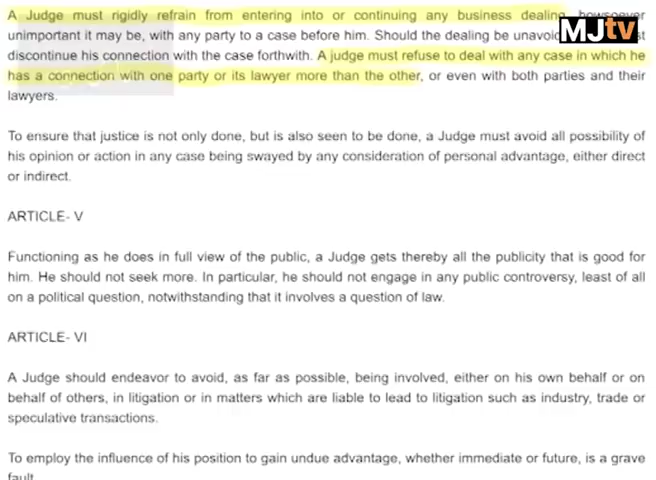 A Judge must rigidly refrain from entering into or continuing any business dealing, howsoever
MJtv
unimportant it may be, with any party to a case before him. Should the dealing be
discontinue his connection with the case forthwith. A judge must refuse to deal with any case in which he
has a connection with one party or its lawyer more than the other, or even with both parties and their
lawyers.
To ensure that justice is not only done, but is also seen to be done, a Judge must avoid all possibility of
his opinion or action in any case being swayed by any consideration of personal advantage, either direct
or indirect.
ARTICLE- V
Functioning as he does in full view of the public, a Judge gets thereby all the publicity that is good for
him. He should not seek more. In particular, he should not engage in any public controversy, least of all
on a political question, notwithstanding that it involves a question of law.
ARTICLE- VI
A Judge should endeavor to avoid, as far as possible, being involved, either on his own behalf or on
behalf of others, in litigation or in matters which are liable to lead to litigation such as industry, trade or
speculative transactions.
To employ the influence of his position to gain undue advantage, whether immediate or future, is a grave
fault